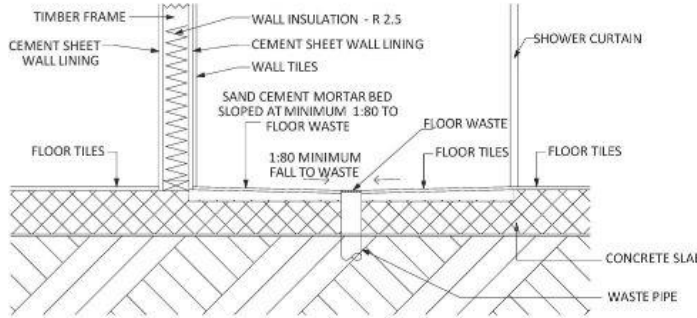 TIMBER FRAME
WALL INSULATION - R 2.5
CEMENT SHEET
WALL LINING
CEMENT SHEET WALL LINING
SHOWER CURTAIN
WALL TILES
SAND CEMENT MORTAR BED
SLOPED AT MINIMUM 1:80 TO
FLOOR WASTE
FLOOR WASTE
FLOOR TILES
1:80 MINIMUM
FALL TO WASTE
FLOOR TILES
FLOOR TILES
CONCRETE SLAB
WASTE PIPE